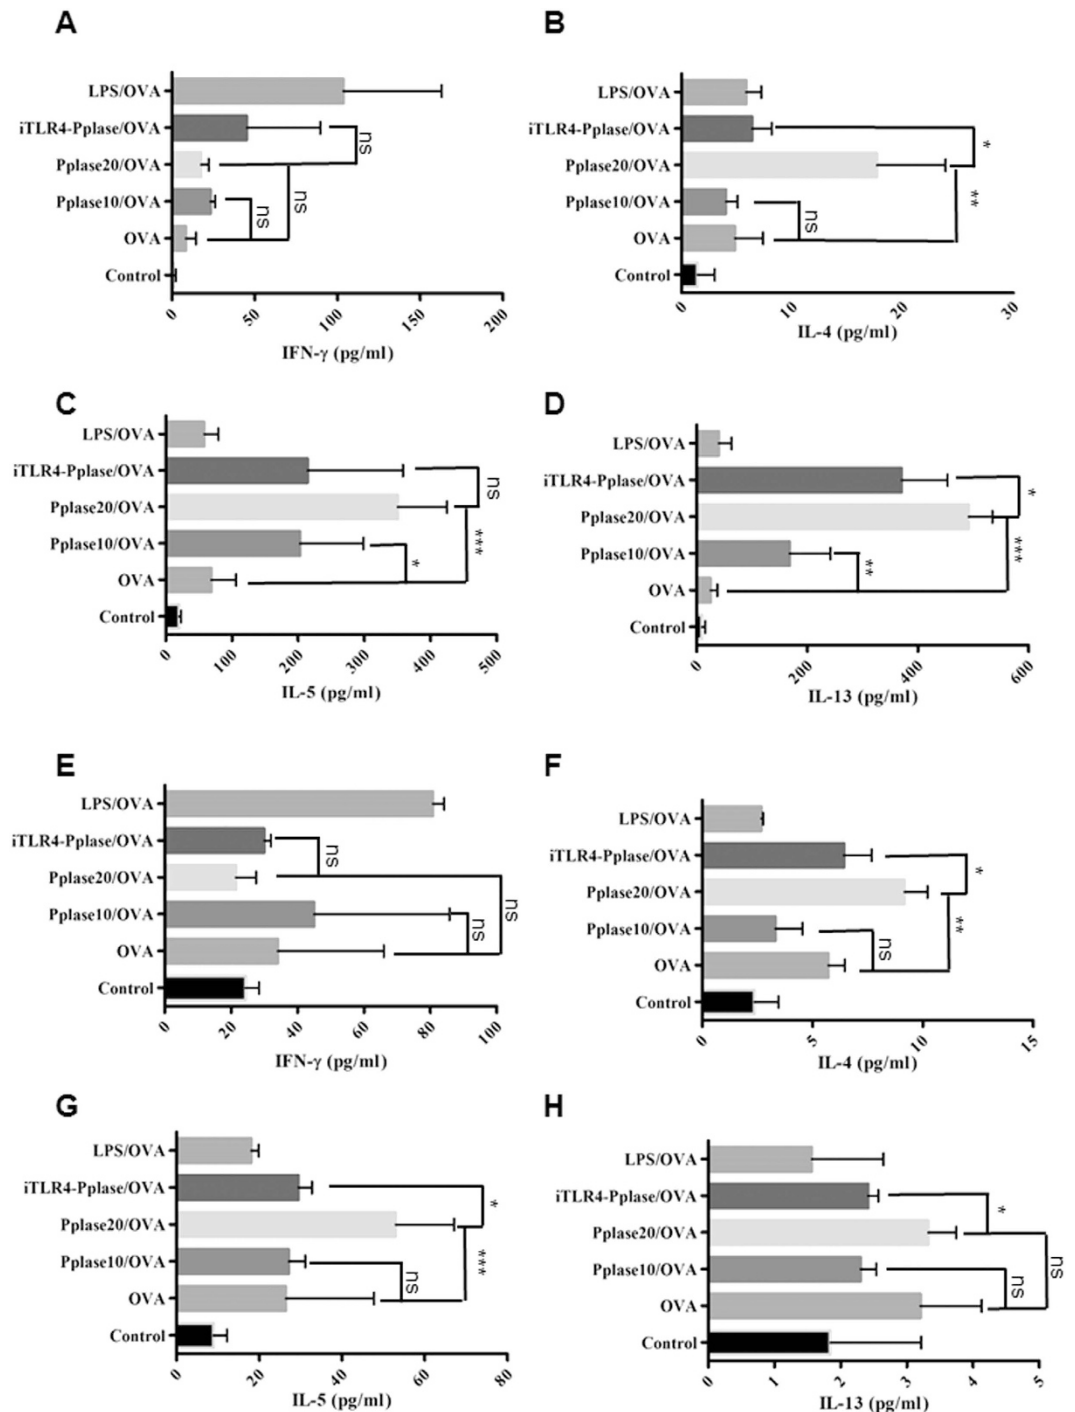 A
LPS/OVA
iTLR4-Pplase/OVA
Pplase20/OVA
Pplase10/OVA
OVA
Control
ns
ns
ns
0
50
100
150
200
IFN-γ (pg/ml)
B
LPS/OVA
iTLR4-Pplase/OVA
Pplase20/OVA
Pplase10/OVA
OVA
Control
*
**
ns
0
10
20
30
IL-4 (pg/ml)
C
LPS/OVA
iTLR4-Pplase/OVA
Pplase20/OVA
Pplase10/OVA
OVA
Control
ns
***
*
0
100
200
300
400
500
IL-5 (pg/ml)
D
LPS/OVA
iTLR4-Pplase/OVA
Pplase20/OVA
Pplase10/OVA
OVA
Control
*
***
**
0
200
400
600
IL-13 (pg/ml)
E
LPS/OVA
iTLR4-Pplase/OVA
Pplase20/OVA
Pplase10/OVA
OVA
Control
ns
ns
ns
0
20
40
60
80
100
IFN-γ (pg/ml)
F
LPS/OVA
iTLR4-Pplase/OVA
Pplase20/OVA
Pplase10/OVA
OVA
Control
*
**
ns
0
5
10
15
IL-4 (pg/ml)
G
LPS/OVA
iTLR4-Pplase/OVA
Pplase20/OVA
Pplase10/OVA
OVA
Control
*
***
ns
0
20
40
60
80
IL-5 (pg/ml)
H
LPS/OVA
iTLR4-Pplase/OVA
Pplase20/OVA
Pplase10/OVA
OVA
Control
*
ns
ns
0
1
2
3
4
5
IL-13 (pg/ml)